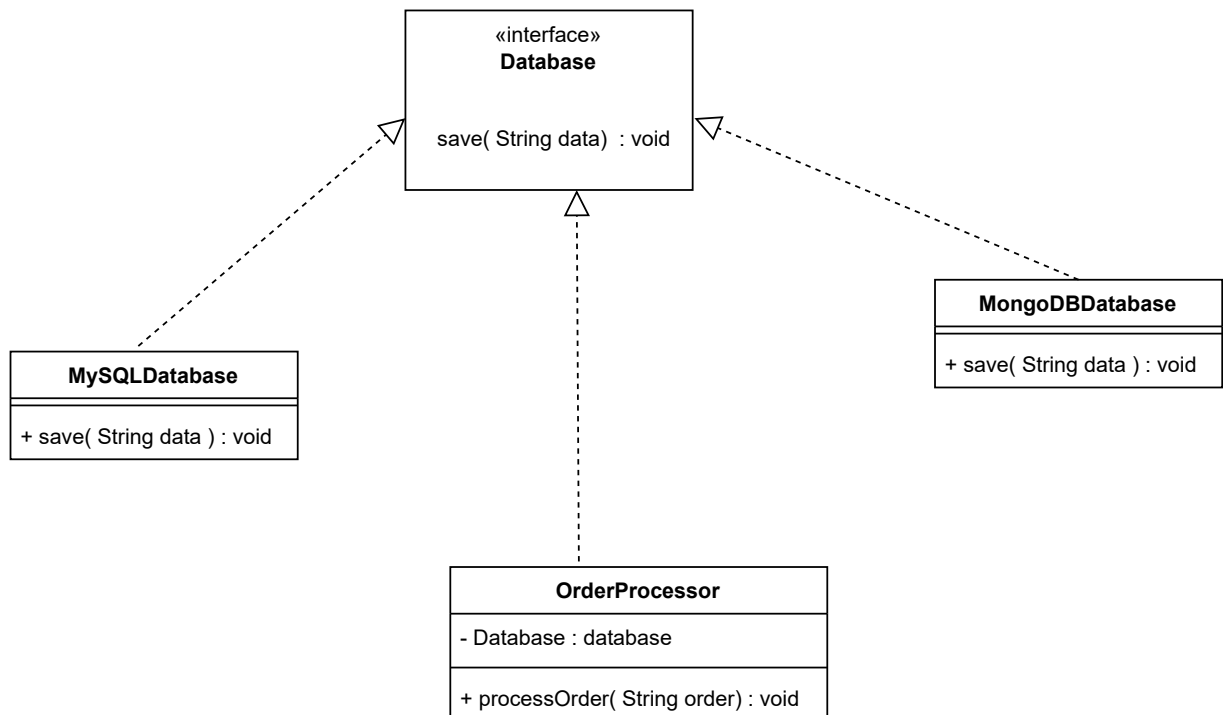 «interface»
Database
save( String data)  : void
MongoDBDatabase
+ save( String data ) : void
MySQLDatabase
+ save( String data ) : void
OrderProcessor
- Database : database
+ processOrder( String order) : void